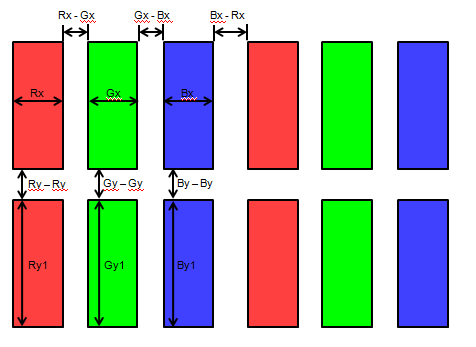 Rx - Gx Gx - Bx Bx - Rx
Rx Gx Bx
Ry – Ry Gy – Gy By – By
Ry1 Gy1 By1